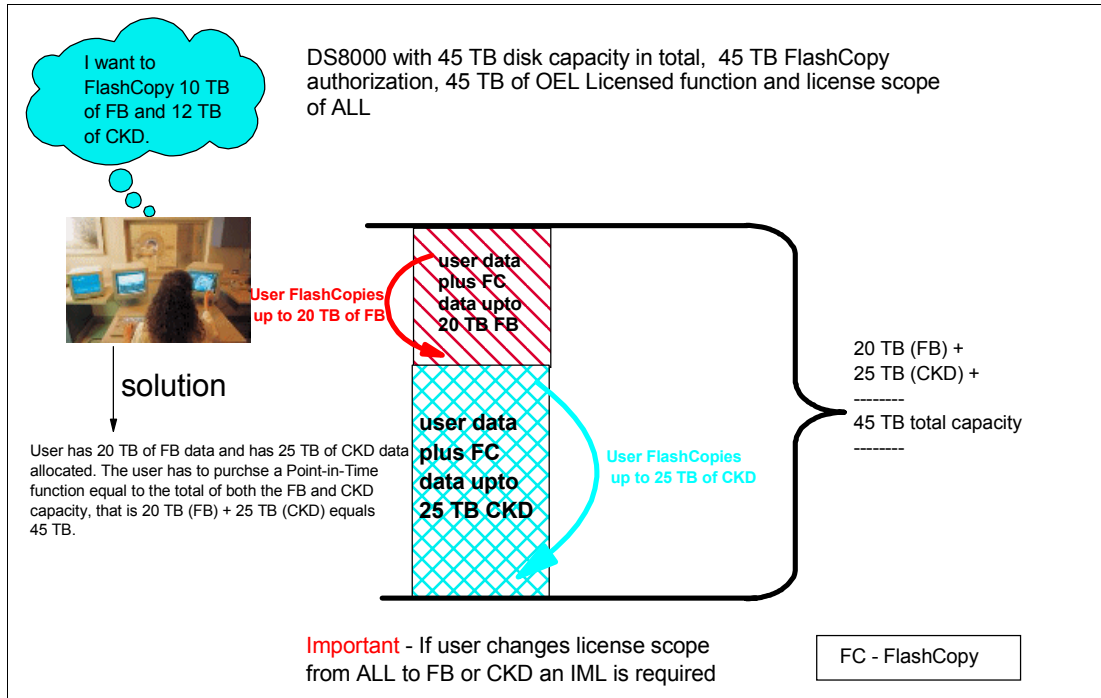 I want to
FlashCopy 10 TB
of FB and 12 TB
of CKD.
DS8000 with 45 TB disk capacity in total, 45 TB FlashCopy
authorization, 45 TB of OEL Licensed function and license scope
of ALL
user data
plus FC
data upto
20 TB FB
User FlashCopies
up to 20 TB of FB
solution
User has 20 TB of FB data and has 25 TB of CKD data
allocated. The user has to purchse a Point-in-Time
function equal to the total of both the FB and CKD
capacity, that is 20 TB (FB) + 25 TB (CKD) equals
45 TB.
user data
plus FC
data upto
25 TB CKD
User FlashCopies
up to 25 TB of CKD
20 TB (FB) +
25 TB (CKD) +
--------
45 TB total capacity
--------
Important - If user changes license scope
from ALL to FB or CKD an IML is required
FC - FlashCopy